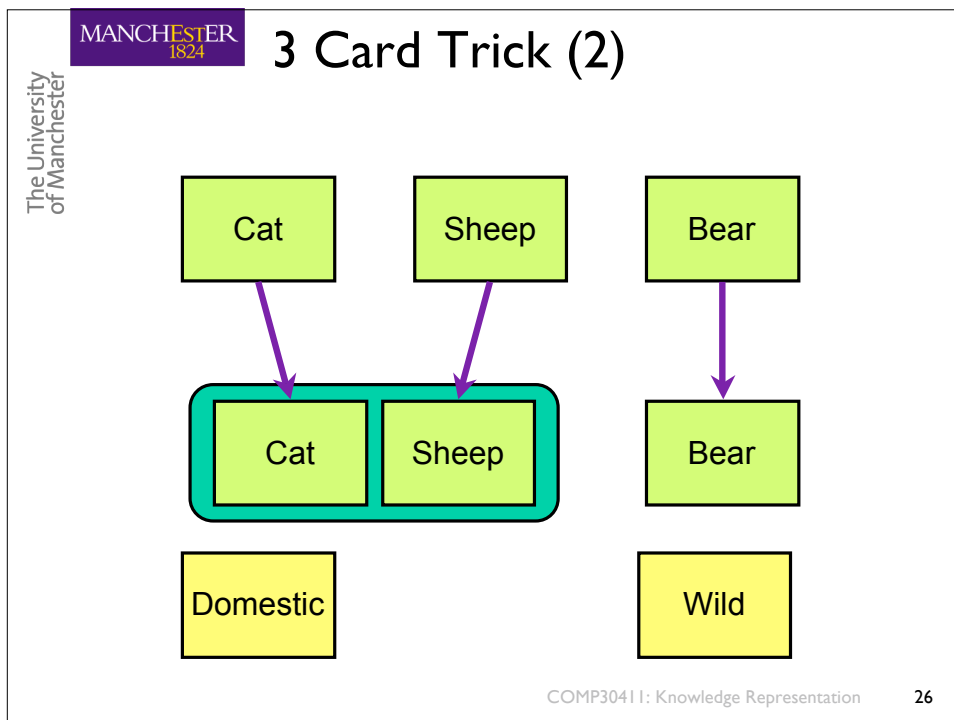 MANCHESTER
1824
The University
of Manchester
3 Card Trick (2)
Cat
Sheep
Bear
Cat
Sheep
Bear
Domestic
Wild
COMP30411: Knowledge Representation
26